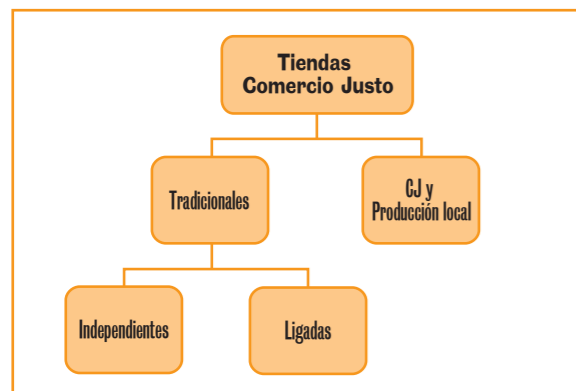 Tiendas
Comercio Justo
Tradicionales
CJ y
Producción local
Independientes
Ligadas